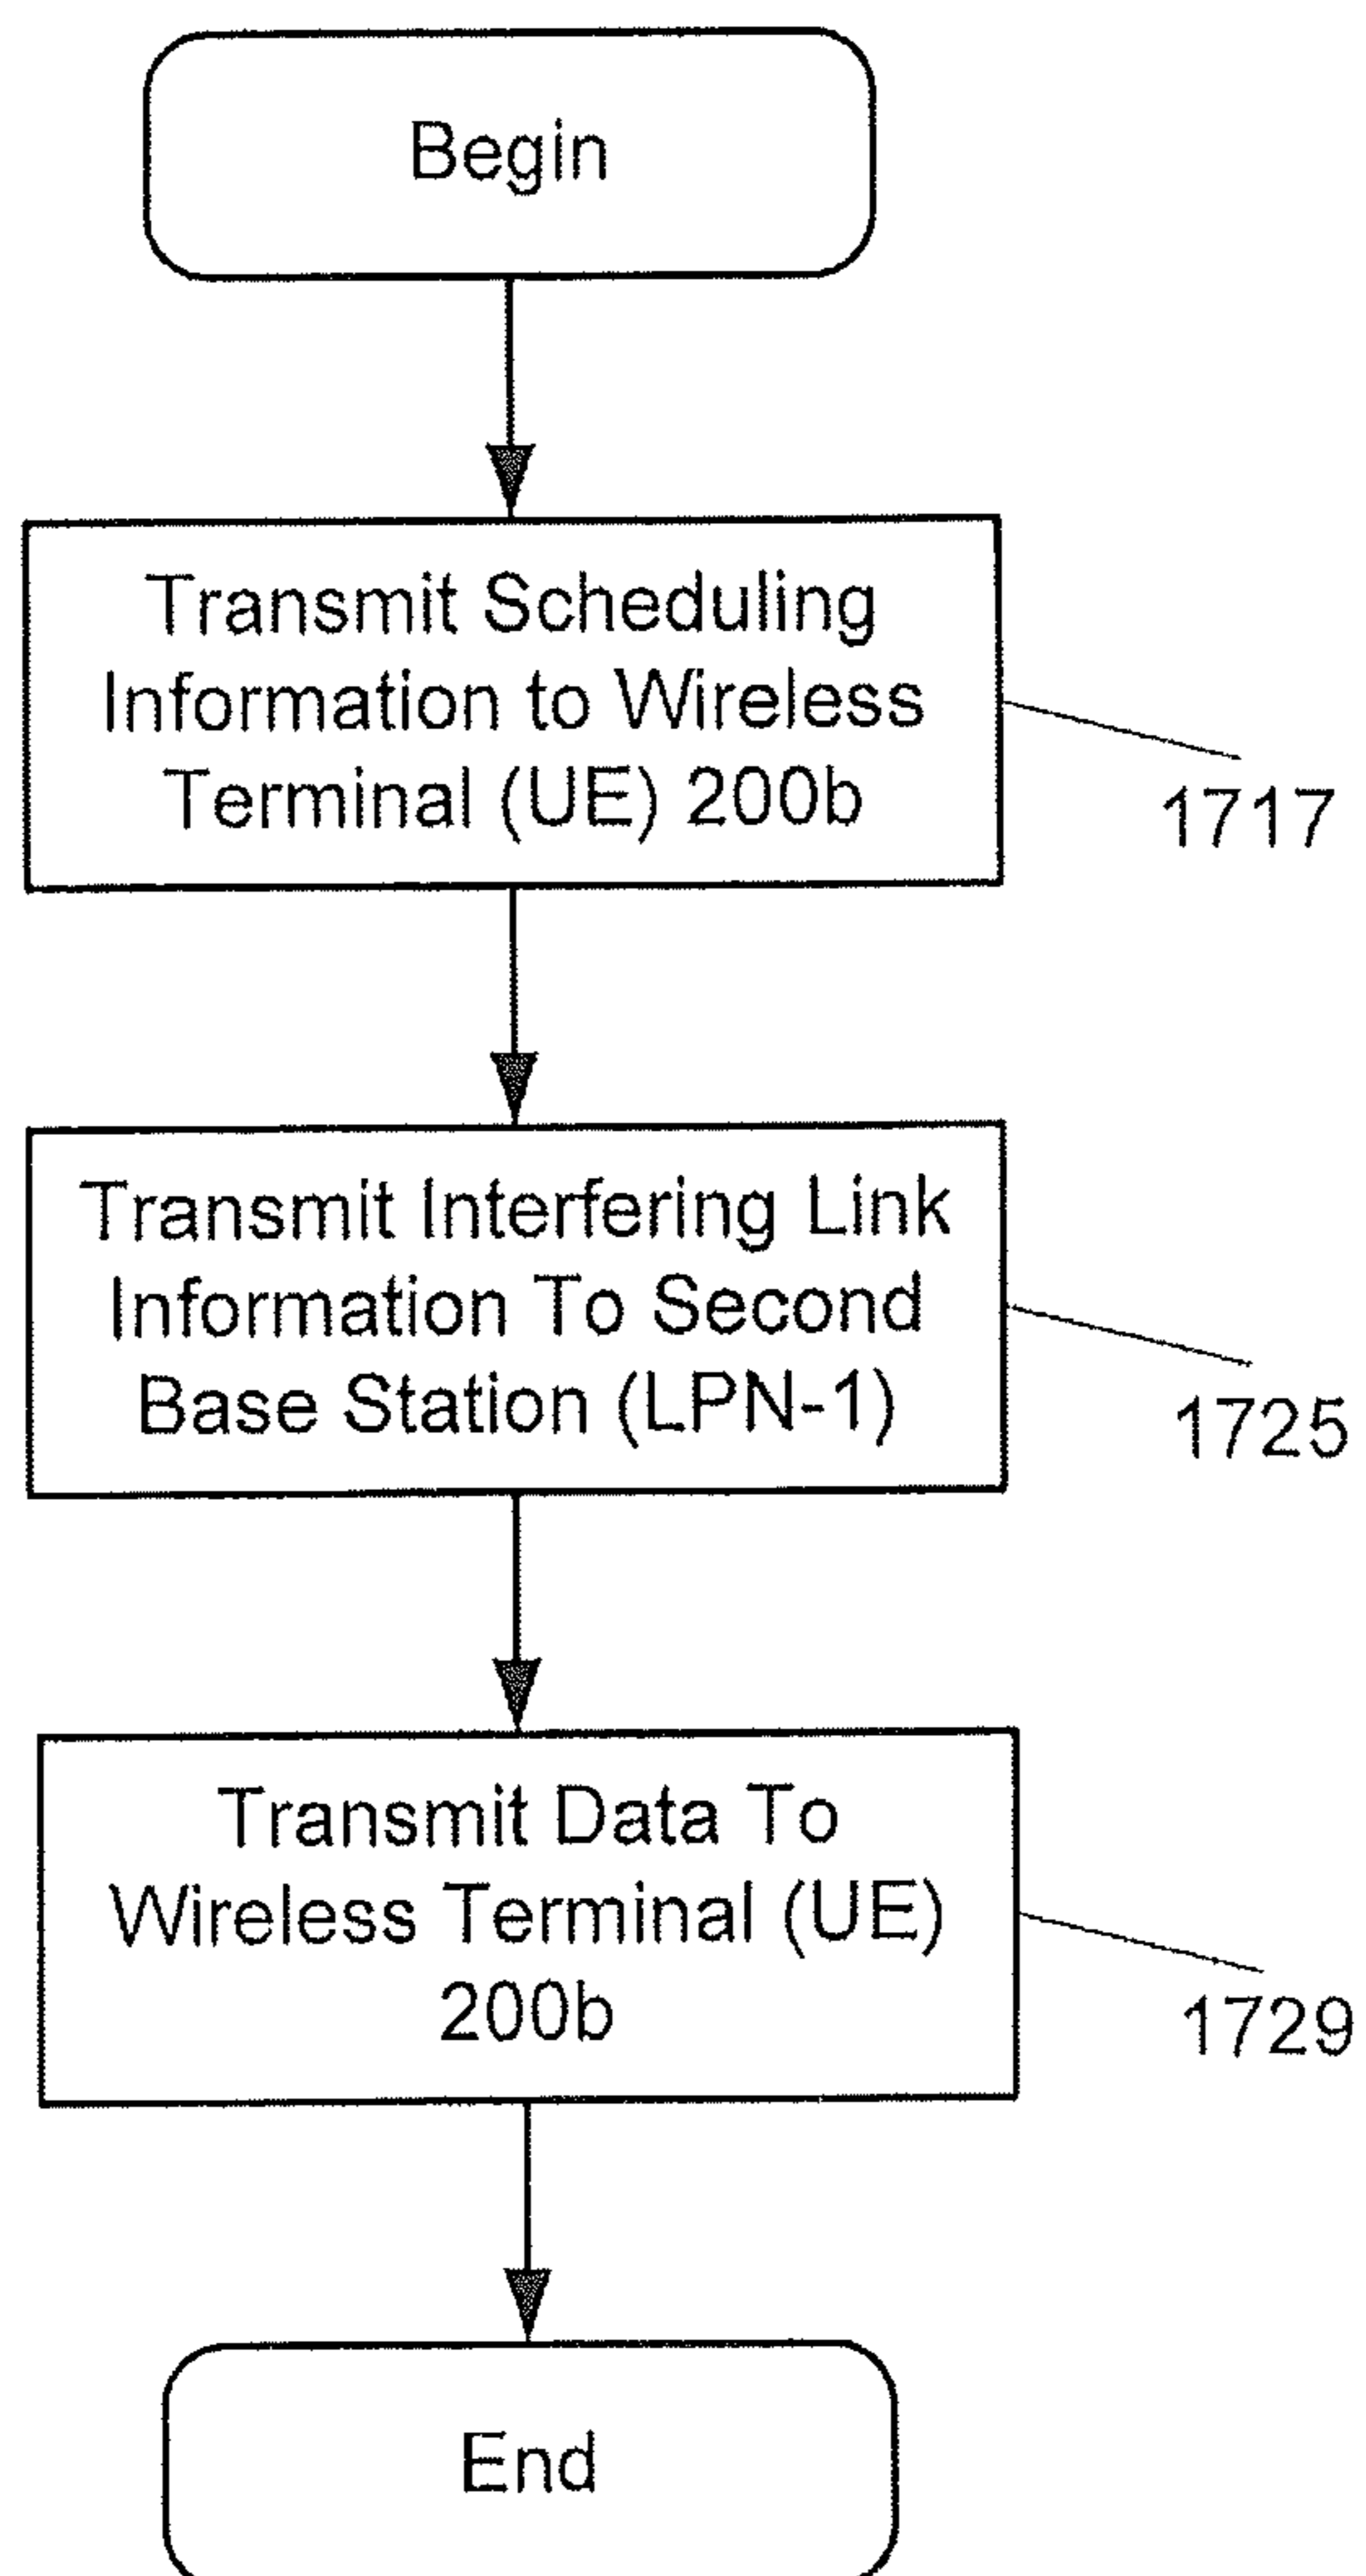 Begin
Transmit Scheduling
Information to Wireless
Terminal (UE) 200b
1717
Transmit Interfering Link
Information To Second
Base Station (LPN-1)
1725
Transmit Data To
Wireless Terminal (UE)
200b
1729
End